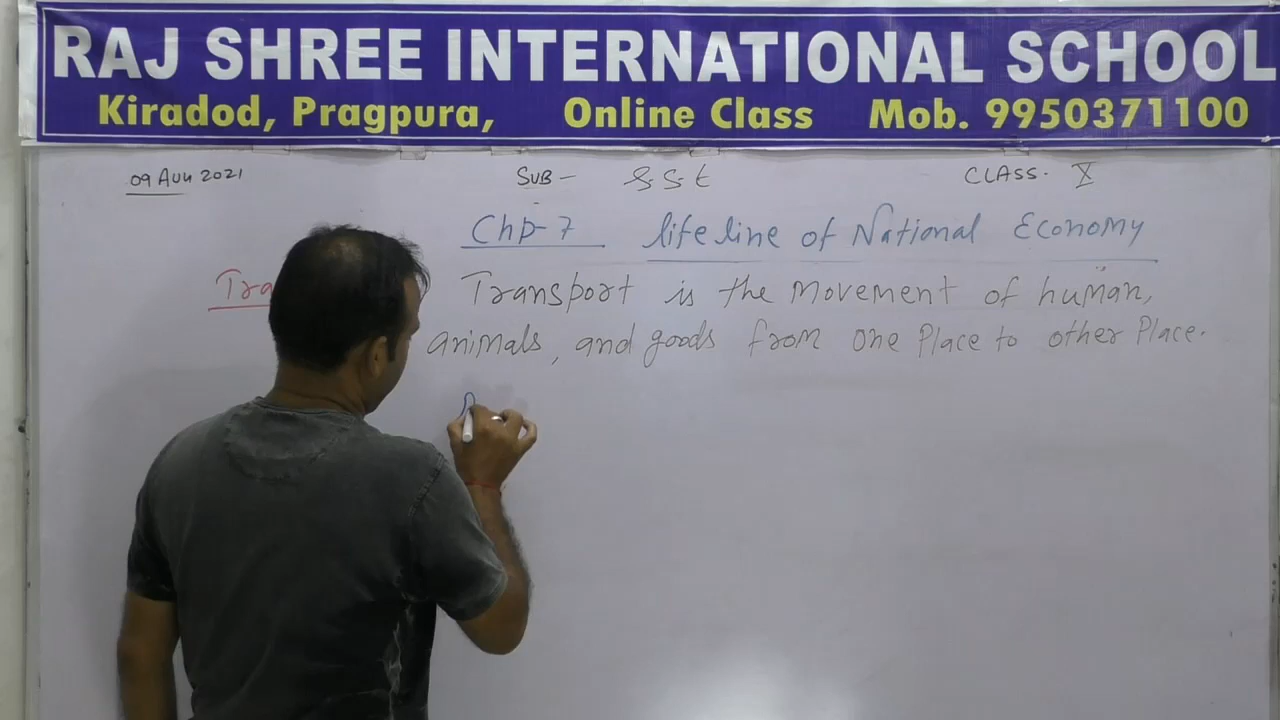 RAJ SHREE INTERNATIONAL SCHOOL
Kiradod, Pragpura, Online Class Mob. 9950371100
09 AUG 2021 SUB - S.S.t CLASS. X
Chp-7 life line of National Economy
Transport is the movement of human,
animals, and goods from one Place to other Place.